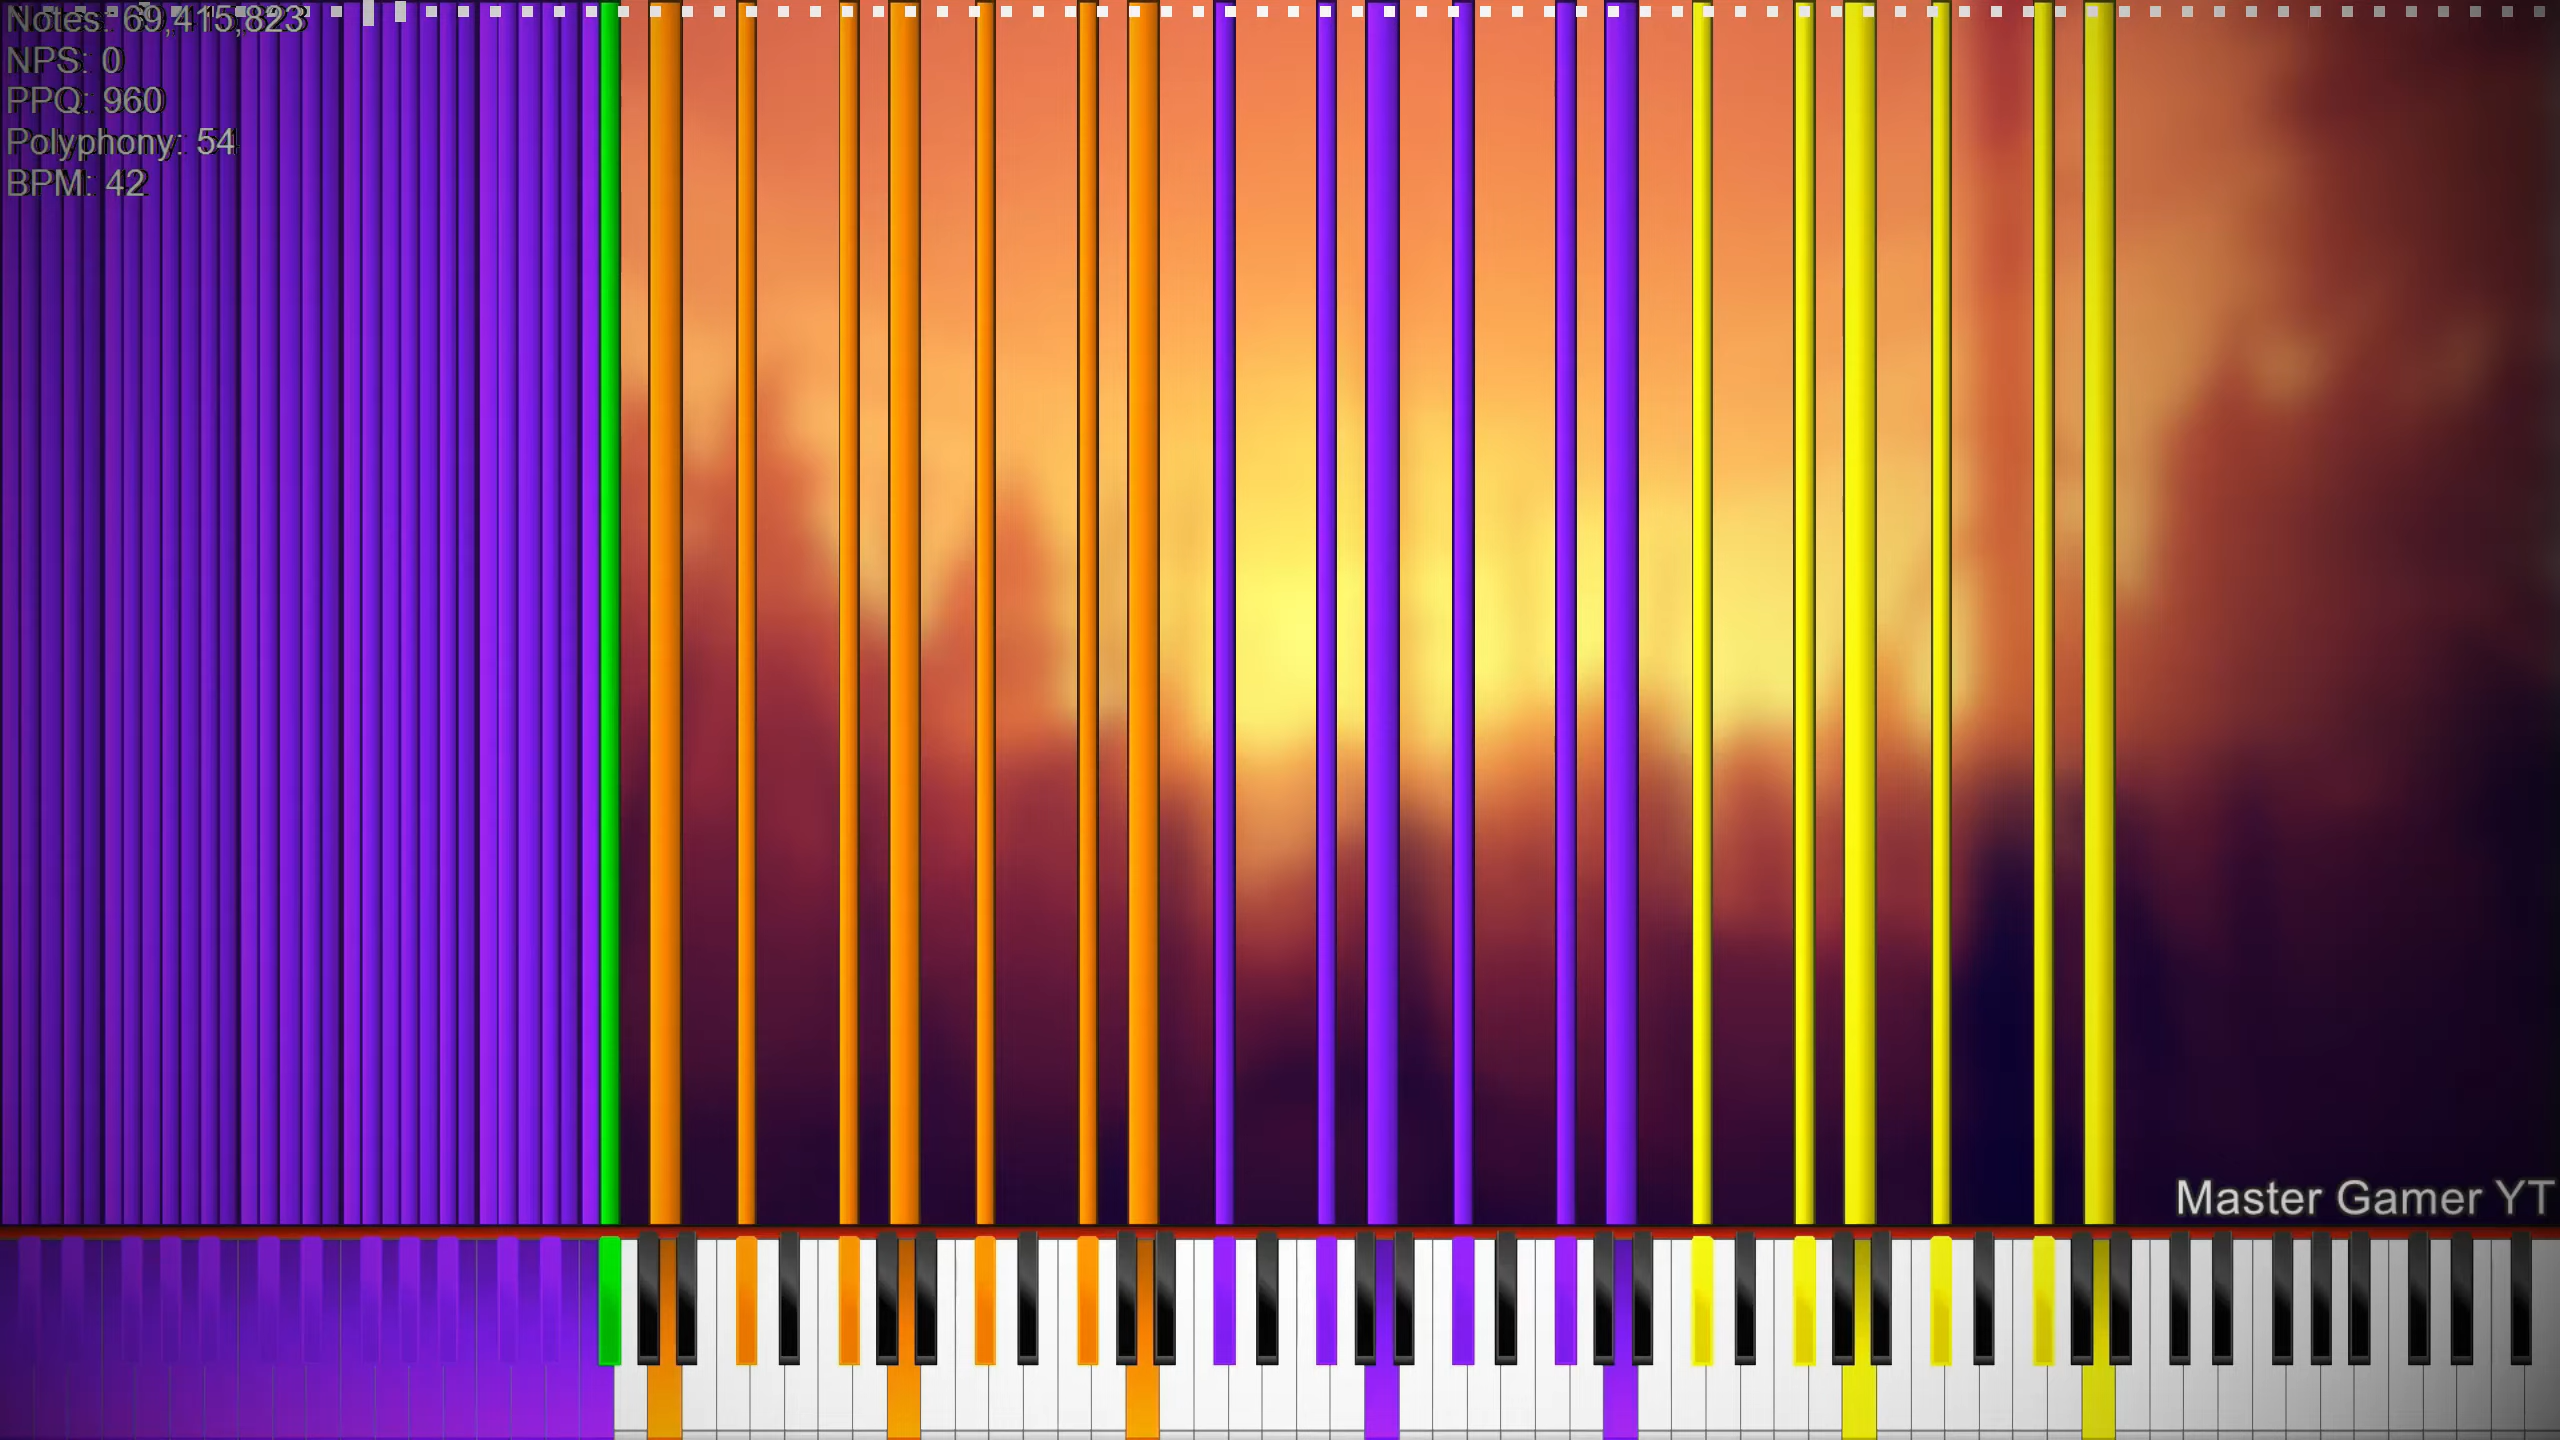 Notes: 69,415,823
NPS: 0
PPQ: 960
Polyphony: 54
BPM: 42
Master Gamer YT